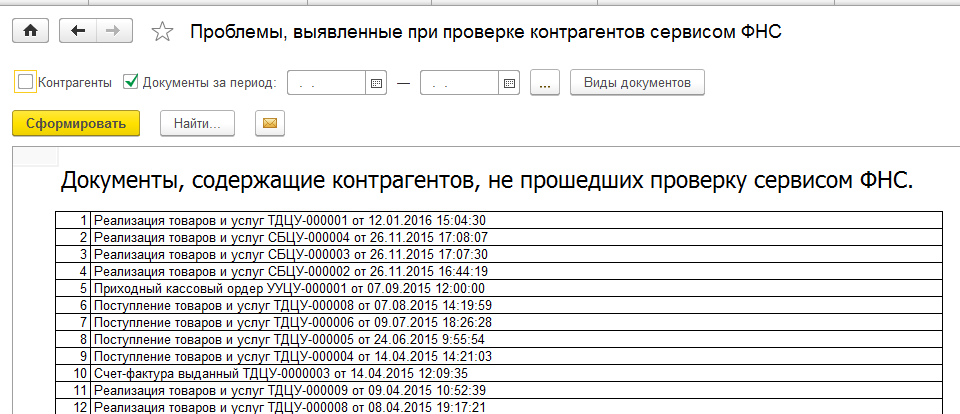 Проблемы, выявленные при проверке контрагентов сервисом ФНС
Контрагенты Документы за период: . . — . . ... Виды документов
Сформировать Найти...
Документы, содержащие контрагентов, не прошедших проверку сервисом ФНС.
1 Реализация товаров и услуг ТДЦУ-000001 от 12.01.2016 15:04:30
2 Реализация товаров и услуг СБЦУ-000004 от 26.11.2015 17:08:07
3 Реализация товаров и услуг СБЦУ-000003 от 26.11.2015 17:07:30
4 Реализация товаров и услуг СБЦУ-000002 от 26.11.2015 16:44:19
5 Приходный кассовый ордер УУЦУ-000001 от 07.09.2015 12:00:00
6 Поступление товаров и услуг ТДЦУ-000008 от 07.08.2015 14:19:59
7 Поступление товаров и услуг ТДЦУ-000006 от 09.07.2015 18:26:28
8 Поступление товаров и услуг ТДЦУ-000005 от 24.06.2015 9:55:54
9 Поступление товаров и услуг ТДЦУ-000004 от 14.04.2015 14:21:03
10 Счет-фактура выданный ТДЦУ-0000003 от 14.04.2015 12:09:35
11 Реализация товаров и услуг ТДЦУ-000009 от 09.04.2015 10:52:39
12 Реализация товаров и услуг ТДЦУ-000008 от 08.04.2015 19:17:21